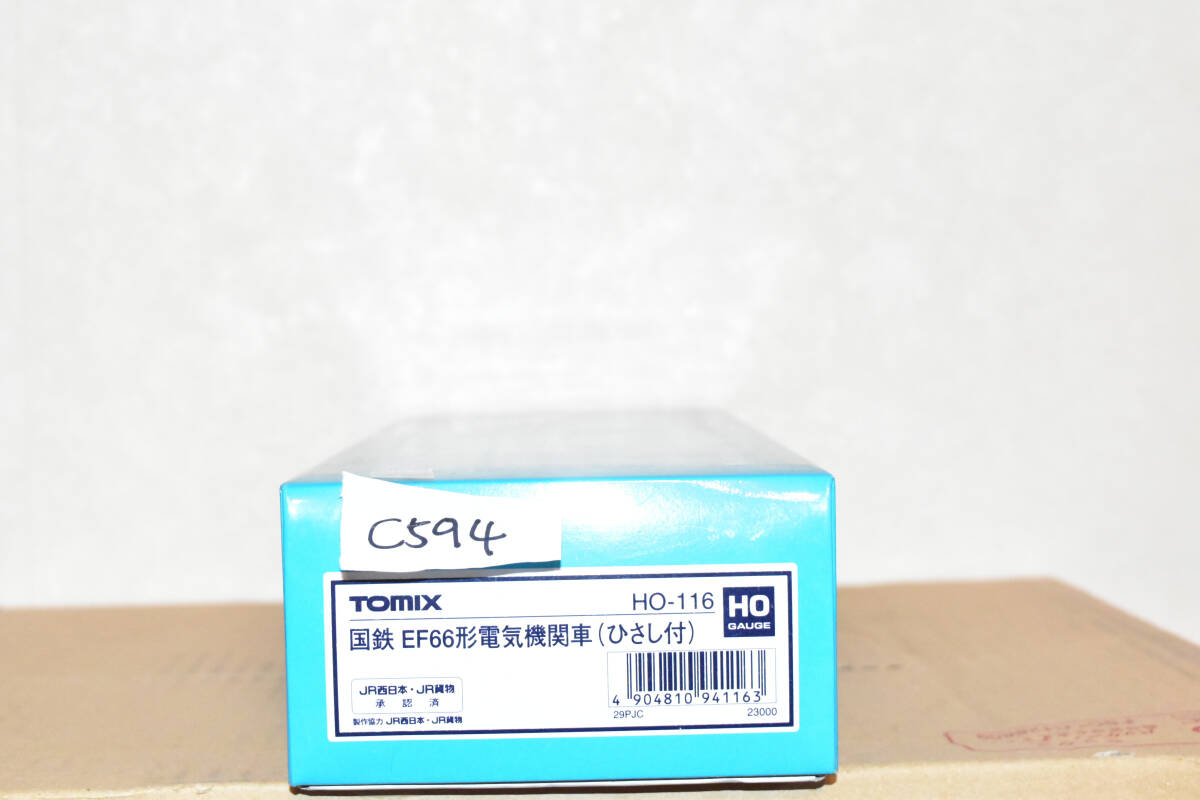 C594
TOMIX HO-116 HO
GAUGE
国鉄 EF66形電気機関車(ひさし付)
JR西日本・JR貨物
承認済
製作協力 JR西日本・JR貨物
4 904810 941163
29PJC 23000